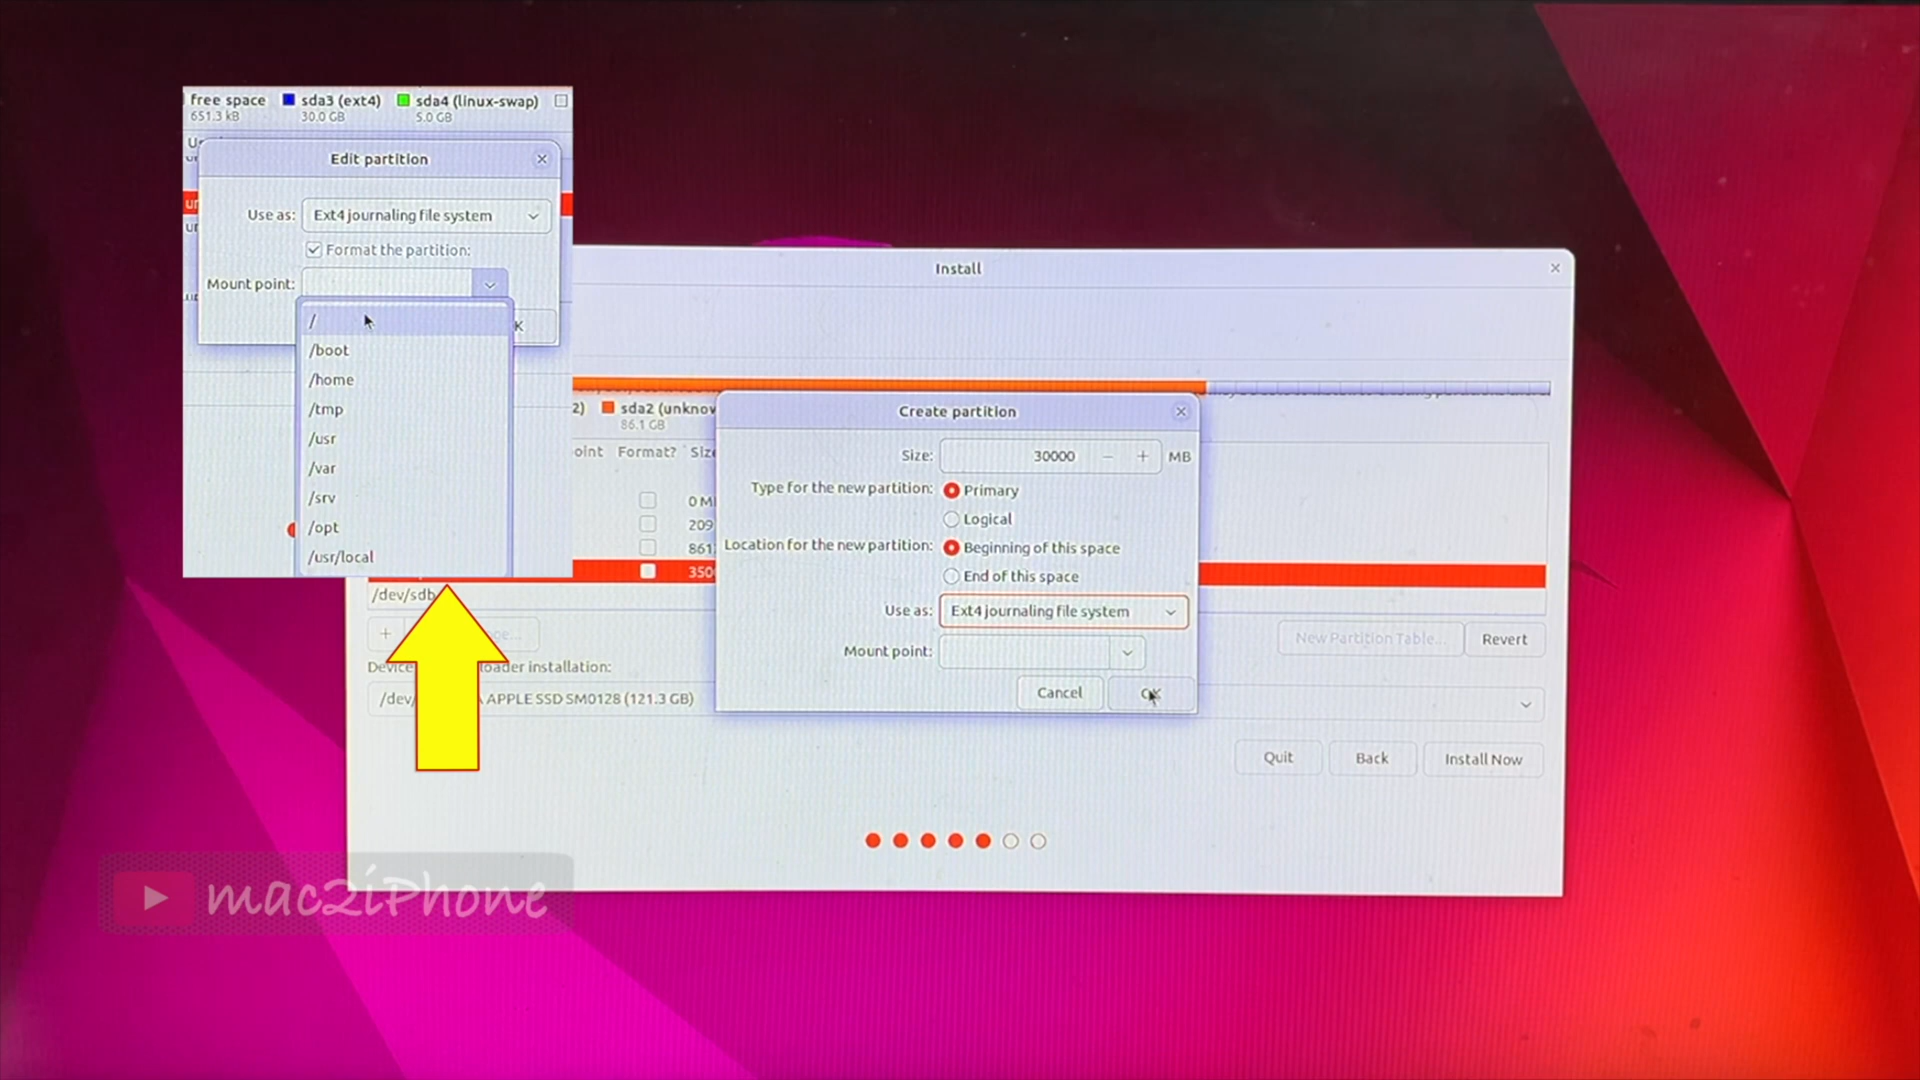 free space
sda3 (ext4)
sda4 (linux-swap)
651.3 kB
30.0 GB
5.0 GB
Edit partition
Use as:
Ext4 journaling file system
Format the partition:
Mount point:
/
/boot
/home
/tmp
/usr
/var
/srv
/opt
/usr/local
Install
sda2 (unknow
86.1 GB
Format?
0 M
209
861
350
/dev/sdb
+
Create partition
Size:
30000
−
+
MB
Type for the new partition:
Primary
Logical
Location for the new partition:
Beginning of this space
End of this space
Use as:
Ext4 journaling file system
Mount point:
Cancel
New Partition Table...
Revert
Device
loader installation:
/dev/
APPLE SSD SM0128 (121.3 GB)
Quit
Back
Install Now
mac2iPhone